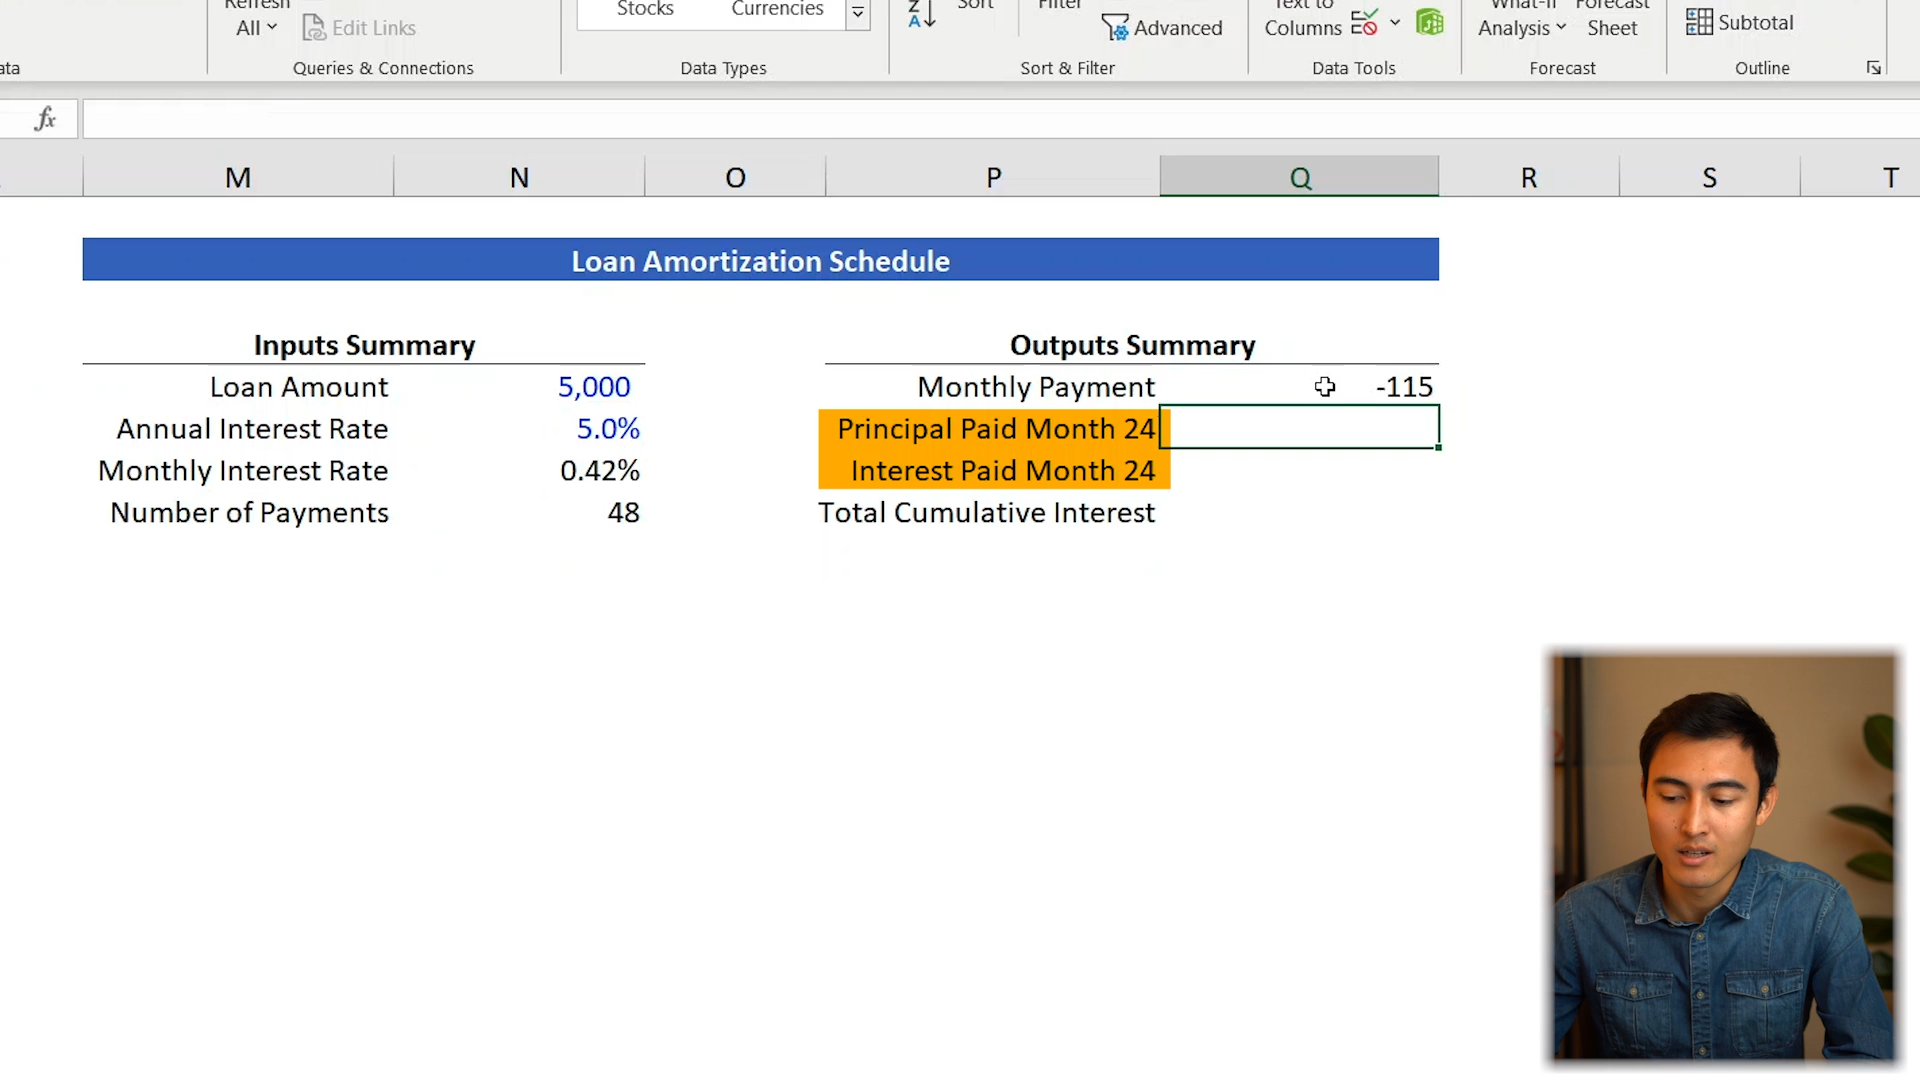 Refresh
All
Edit Links
Stocks
Currencies
Z
A
Sort
Filter
Advanced
Text to
Columns
What-If
Analysis
Forecast
Sheet
Subtotal
ata
Queries & Connections
Data Types
Sort & Filter
Data Tools
Forecast
Outline
fx
M N O P Q R S T
Loan Amortization Schedule
Inputs Summary
Outputs Summary
Loan Amount 5,000
Monthly Payment -115
Annual Interest Rate 5.0%
Principal Paid Month 24
Monthly Interest Rate 0.42%
Interest Paid Month 24
Number of Payments 48
Total Cumulative Interest